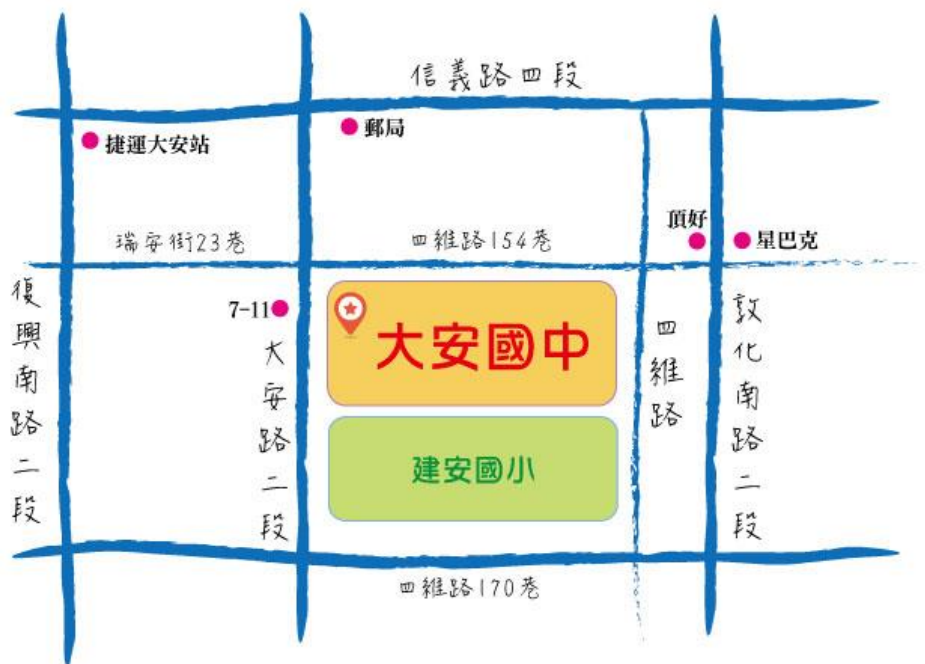 信義路四段
捷運大安站
郵局
頂好
星巴克
瑞安街23巷
四維路154巷
復興南路二段
7-11
大安路二段
大安國中
四維路
敦化南路二段
建安國小
四維路170巷